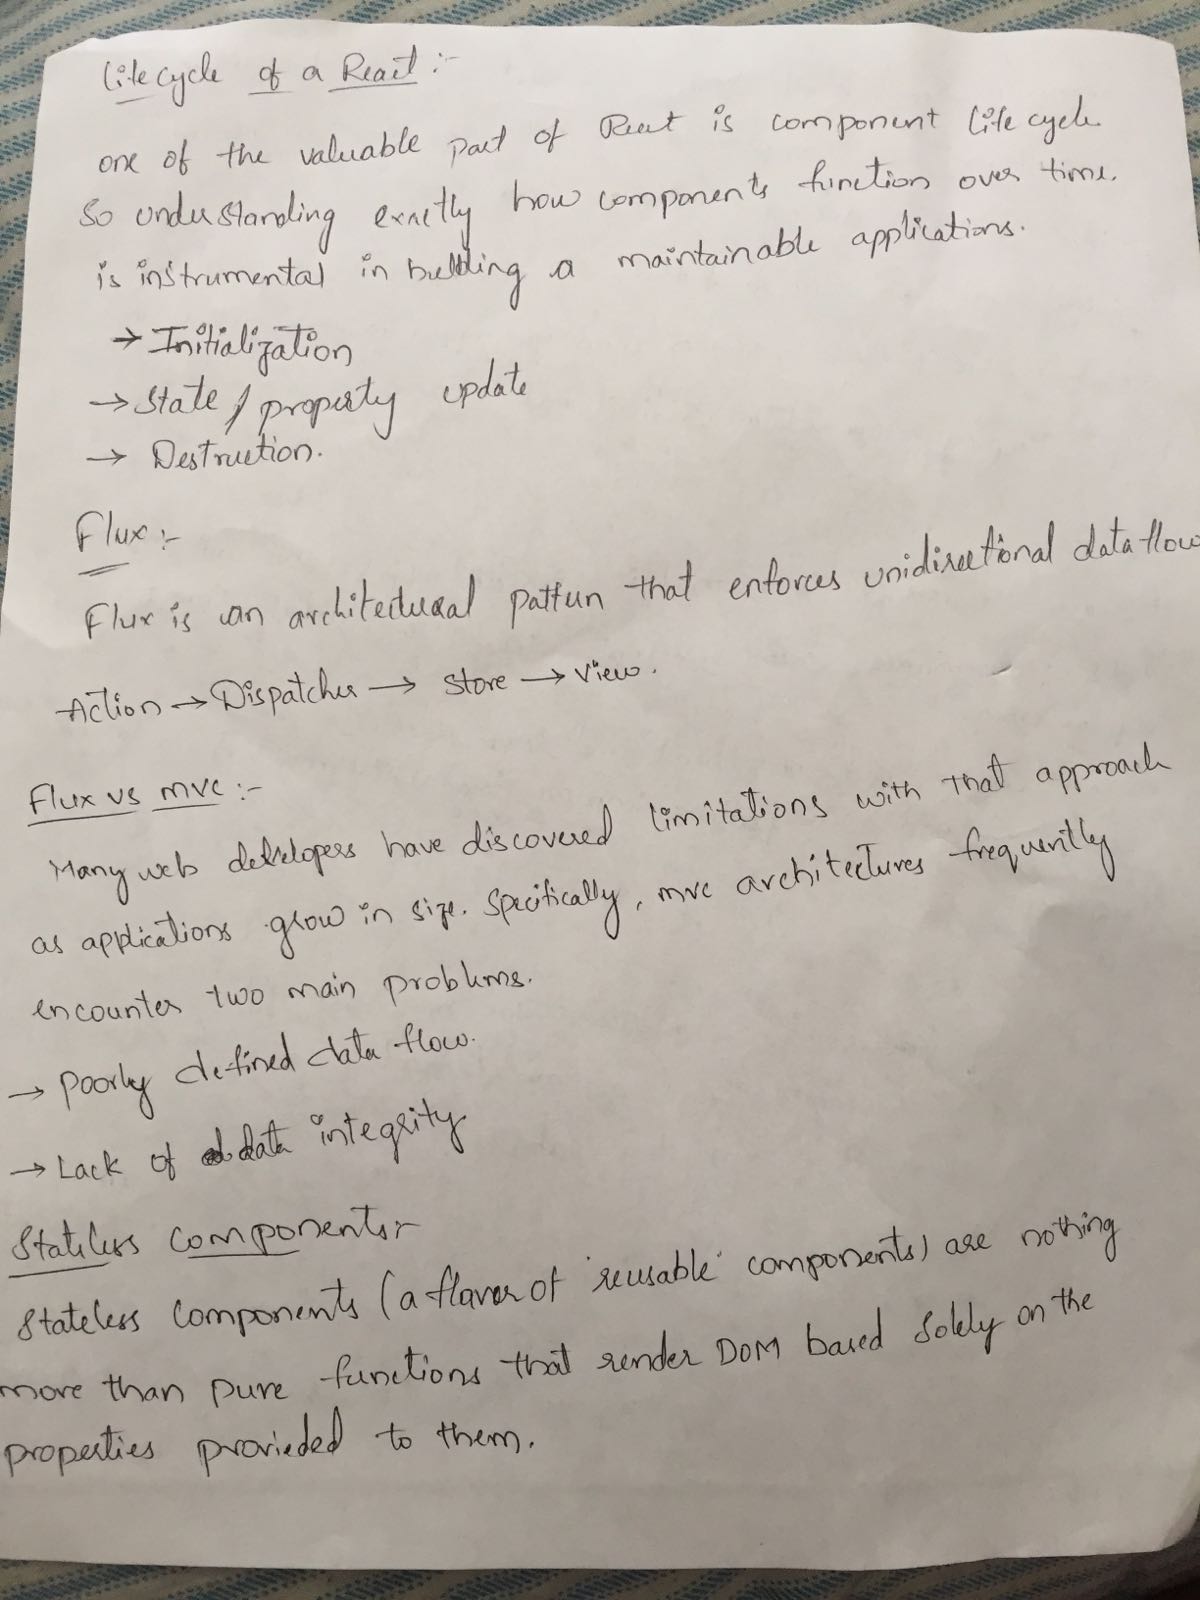 Life cycle of a React :-
one of the valuable part of React is component life cycle
So understanding exactly how components function over time.
is instrumental in building a maintainable applications.
→ Initialization
→ State / property update
→ Destruction.
Flux :-
Flux is an architectural pattern that enforces unidirectional data flow
Action → Dispatcher → Store → View.
Flux vs mvc :-
Many web developers have discovered limitations with that approach
as applications grow in size. Specifically, mvc architectures frequently
encounter two main problems.
→ Poorly defined data flow.
→ Lack of data integrity
Stateless Components:-
Stateless Components (a flavor of 'reusable' components) are nothing
more than pure functions that render DOM based solely on the
properties provieded to them.